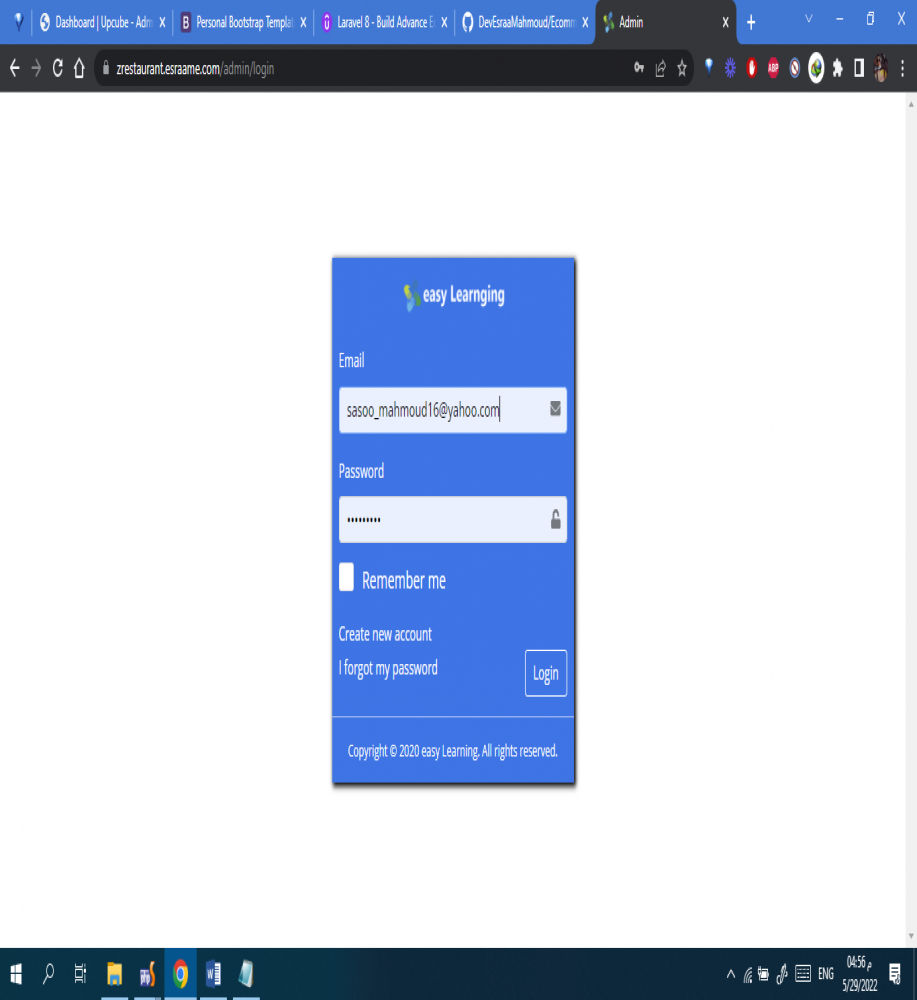 Dashboard | Upcube - Adm
Personal Bootstrap Templat
Laravel 8 - Build Advance E
DevEsraaMahmoud/Ecomm
Admin
zrestaurant.esraame.com/admin/login
ABP
easy Learnging
Email
sasoo_mahmoud16@yahoo.com
Password
•••••••••
Remember me
Create new account
I forgot my password
Login
Copyright © 2020 easy Learning. All rights reserved.
ENG
04:56 م
5/29/2022